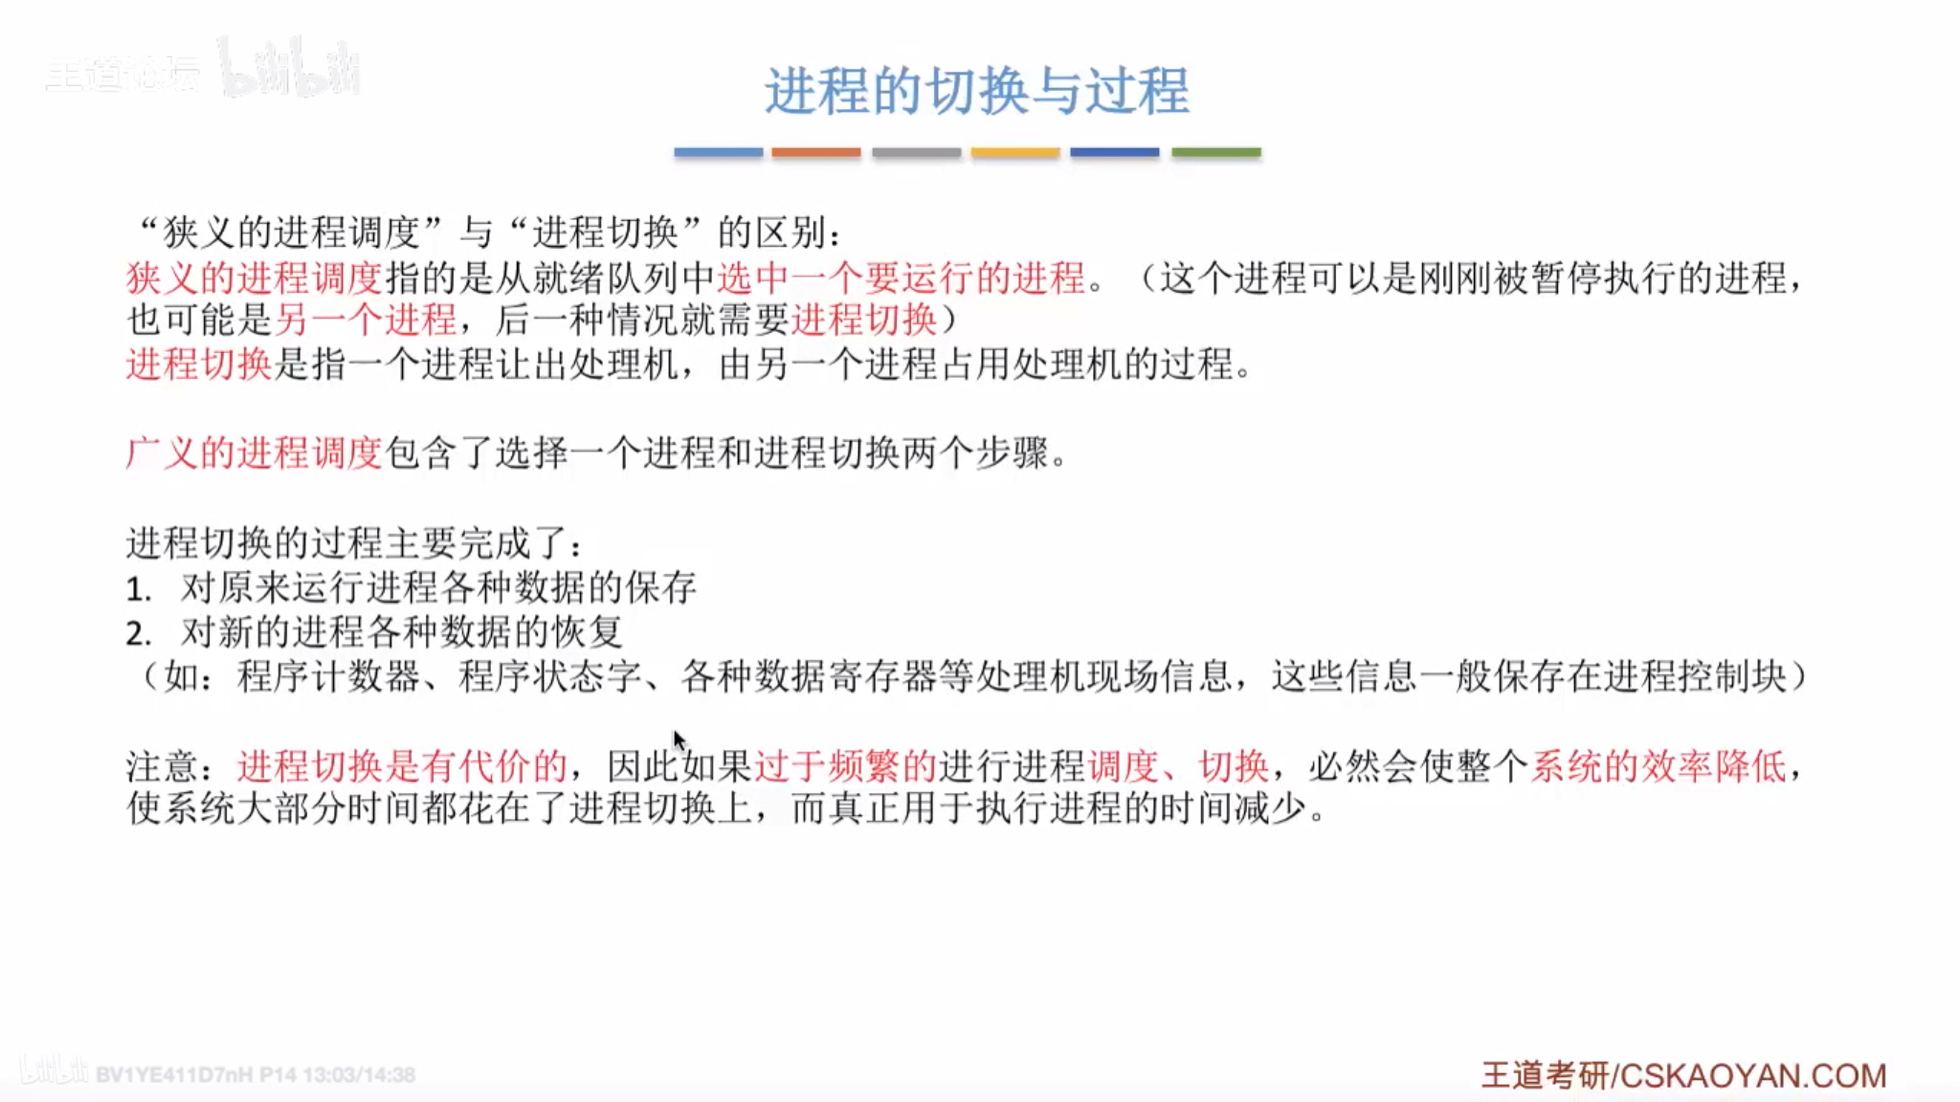 王道论坛 bilibili
进程的切换与过程
“狭义的进程调度”与“进程切换”的区别：
狭义的进程调度指的是从就绪队列中选中一个要运行的进程。（这个进程可以是刚刚被暂停执行的进程，
也可能是另一个进程，后一种情况就需要进程切换）
进程切换是指一个进程让出处理机，由另一个进程占用处理机的过程。
广义的进程调度包含了选择一个进程和进程切换两个步骤。
进程切换的过程主要完成了：
1. 对原来运行进程各种数据的保存
2. 对新的进程各种数据的恢复
（如：程序计数器、程序状态字、各种数据寄存器等处理机现场信息，这些信息一般保存在进程控制块）
注意：进程切换是有代价的，因此如果过于频繁的进行进程调度、切换，必然会使整个系统的效率降低，
使系统大部分时间都花在了进程切换上，而真正用于执行进程的时间减少。
bilibili BV1YE411D7nH P14 13:03/14:38
王道考研/CSKAOYAN.COM